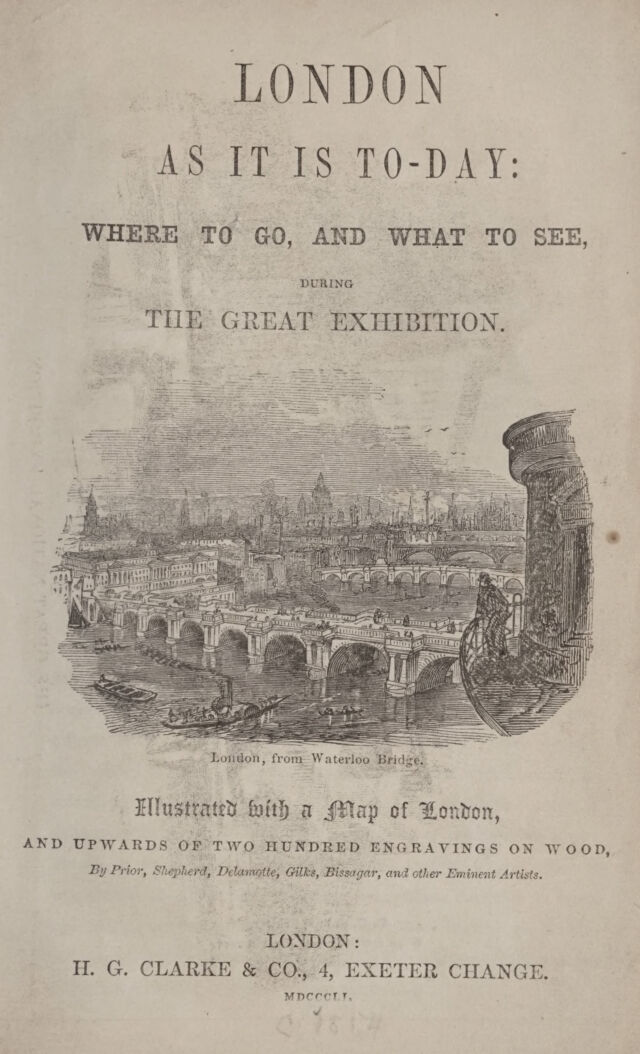 LONDON
AS IT IS TO-DAY:
WHERE TO GO, AND WHAT TO SEE,
DURING
THE GREAT EXHIBITION.
London, from Waterloo Bridge.
Illustrated with a Map of London,
AND UPWARDS OF TWO HUNDRED ENGRAVINGS ON WOOD,
By Prior, Shepherd, Delamotte, Gilks, Bissagar, and other Eminent Artists.
LONDON:
H. G. CLARKE & CO., 4, EXETER CHANGE.
MDCCCLI.